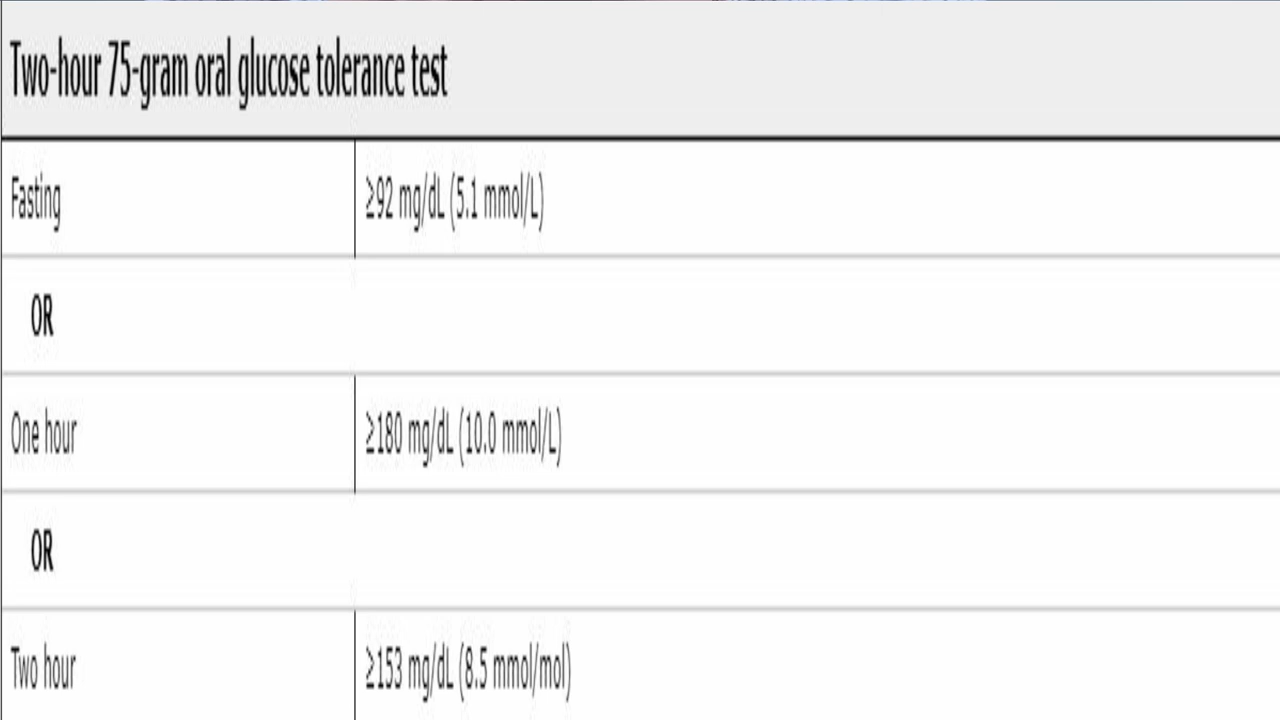 Two-hour 75-gram oral glucose tolerance test
Fasting ≥92 mg/dL (5.1 mmol/L)
OR
One hour ≥180 mg/dL (10.0 mmol/L)
OR
Two hour ≥153 mg/dL (8.5 mmol/mol)